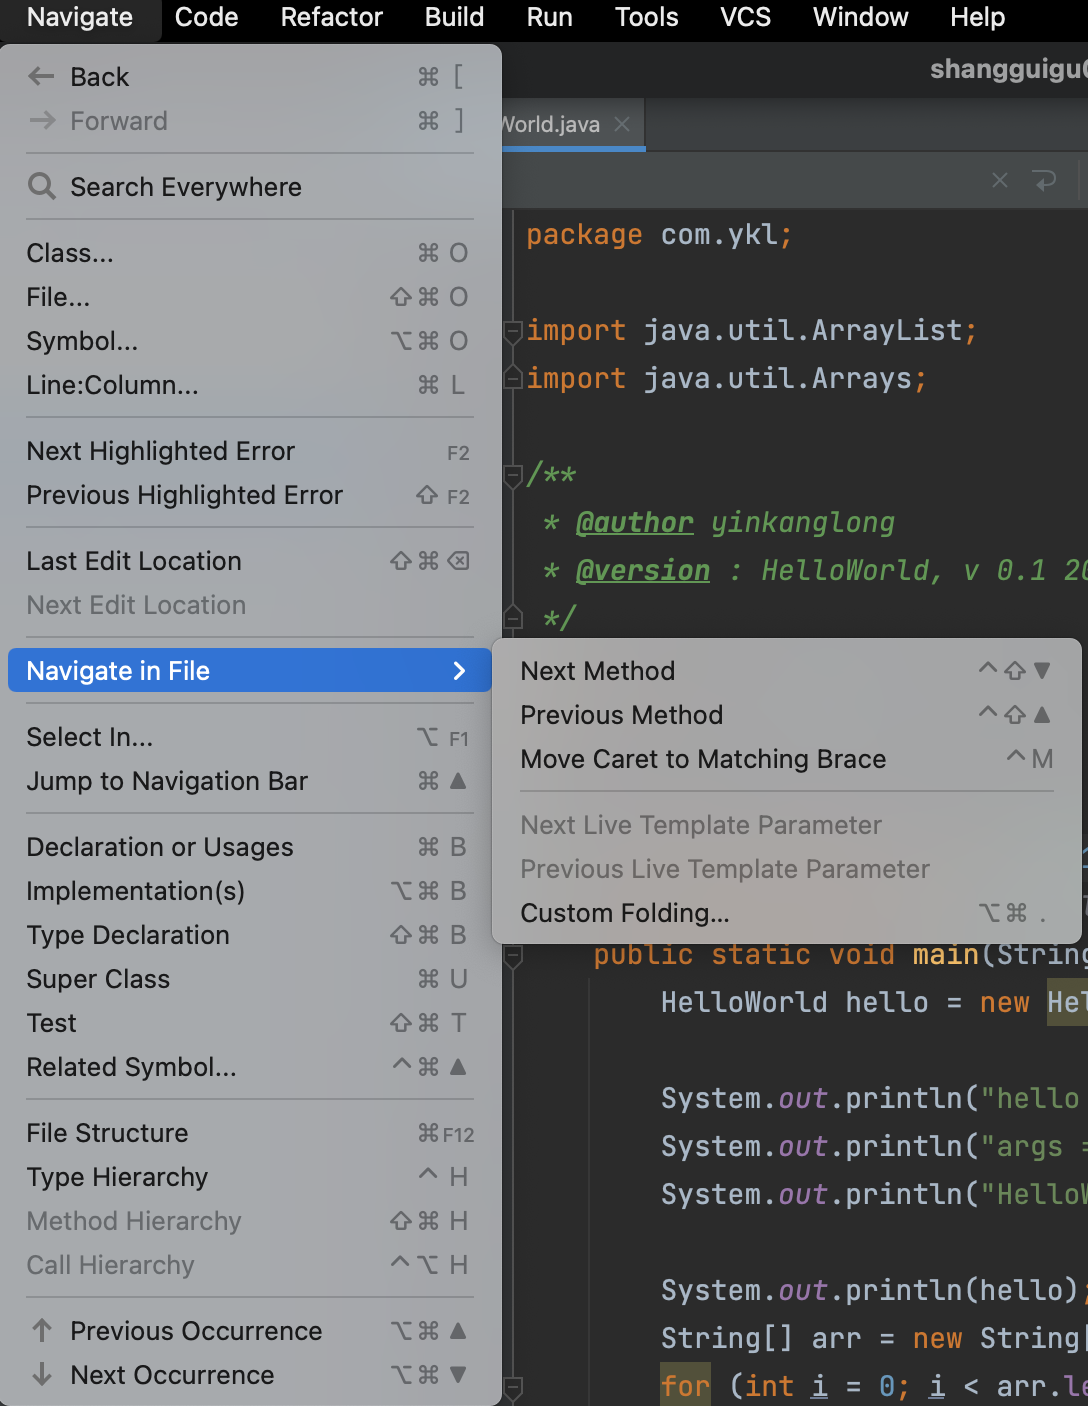 Navigate Code Refactor Build Run Tools VCS Window Help
shangguigu
World.java
Back ⌘ [
Forward ⌘ ]
Search Everywhere
Class... ⌘ O
File... ⇧⌘ O
Symbol... ⌥⌘ O
Line:Column... ⌘ L
Next Highlighted Error F2
Previous Highlighted Error ⇧ F2
Last Edit Location ⇧⌘⌫
Next Edit Location
Navigate in File >
Select In... ⌥ F1
Jump to Navigation Bar ⌘ ▲
Declaration or Usages ⌘ B
Implementation(s) ⌥⌘ B
Type Declaration ⇧⌘ B
Super Class ⌘ U
Test ⇧⌘ T
Related Symbol... ^⌘ ▲
File Structure ⌘F12
Type Hierarchy ^ H
Method Hierarchy ⇧⌘ H
Call Hierarchy ^⌥ H
Previous Occurrence ⌥⌘ ▲
Next Occurrence ⌥⌘ ▼
package com.ykl;
import java.util.ArrayList;
import java.util.Arrays;
/**
* @author yinkanglong
* @version : HelloWorld, v 0.1 20
*/
Next Method ^⇧▼
Previous Method ^⇧▲
Move Caret to Matching Brace ^M
Next Live Template Parameter
Previous Live Template Parameter
Custom Folding... ⌥⌘ .
public static void main(String
HelloWorld hello = new Hel
System.out.println("hello
System.out.println("args =
System.out.println("HelloW
System.out.println(hello);
String[] arr = new String[
for (int i = 0; i < arr.le